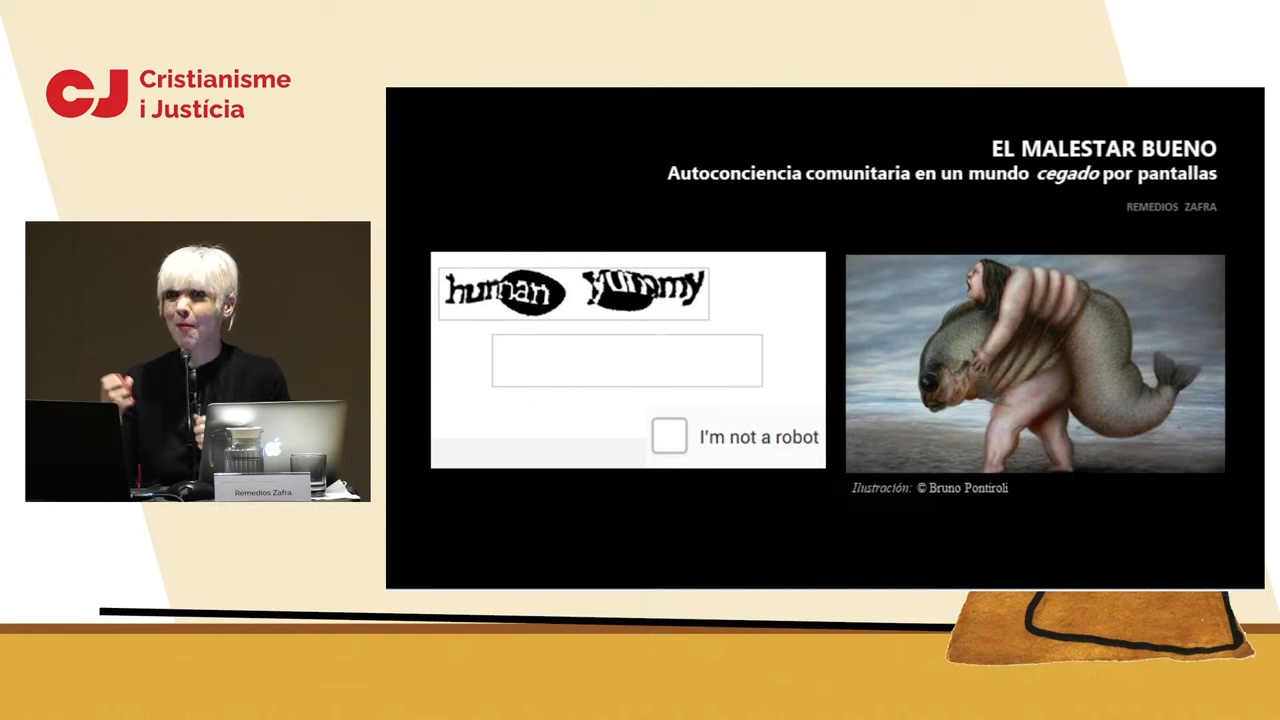 Cristianisme
i Justícia
EL MALESTAR BUENO
Autoconciencia comunitaria en un mundo cegado por pantallas
REMEDIOS ZAFRA
human yummy
I'm not a robot
Ilustración: © Bruno Pontiroli
Remedios Zafra